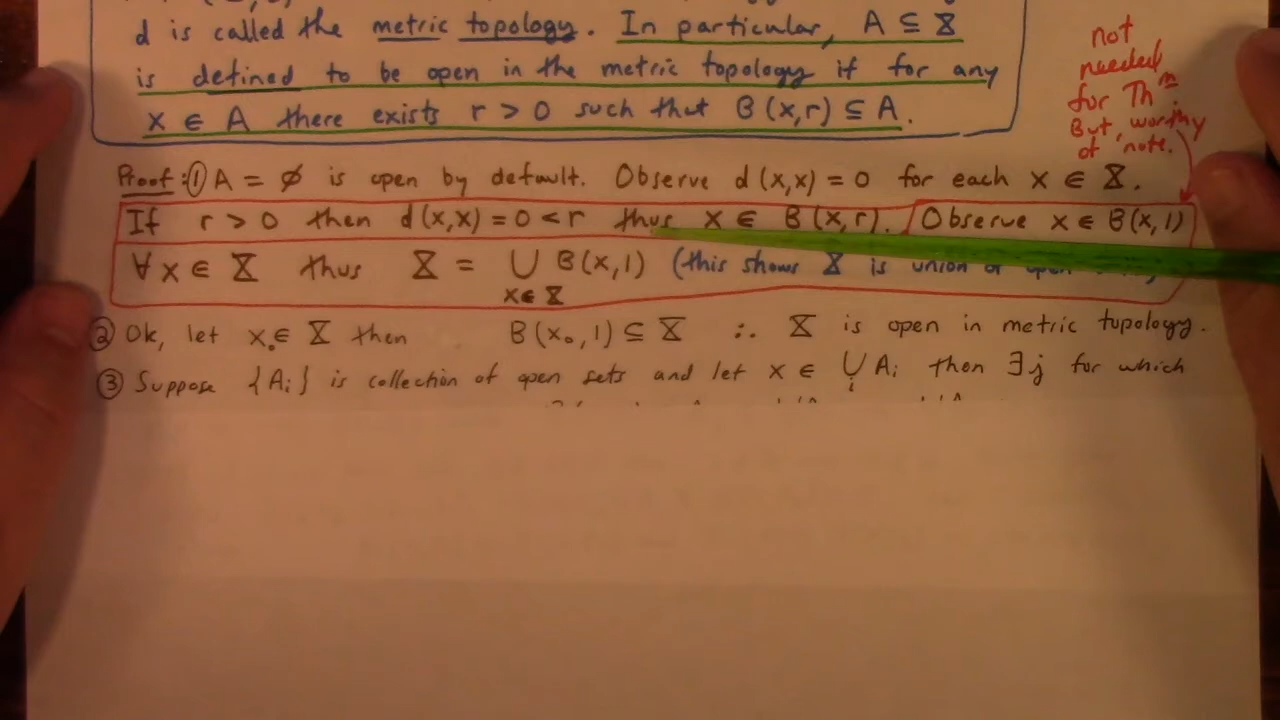 d is called the metric topology. In particular, A ⊆ X
is defined to be open in the metric topology if for any
x ∈ A there exists r > 0 such that B(x,r) ⊆ A.
not
needed
for Thᵐ
But, worthy
of note.
Proof: ① A = ∅ is open by default. Observe d(x,x) = 0 for each x ∈ X.
If r > 0 then d(x,x) = 0 < r thus x ∈ B(x,r). Observe x ∈ B(x,1)
∀ x ∈ X thus X = ⋃ B(x,1) (this shows X is union of open
x ∈ X
② Ok, let x₀ ∈ X then B(x₀,1) ⊆ X ∴ X is open in metric topology.
③ Suppose {Aᵢ} is collection of open sets and let x ∈ ⋃ᵢ Aᵢ then ∃ j for which